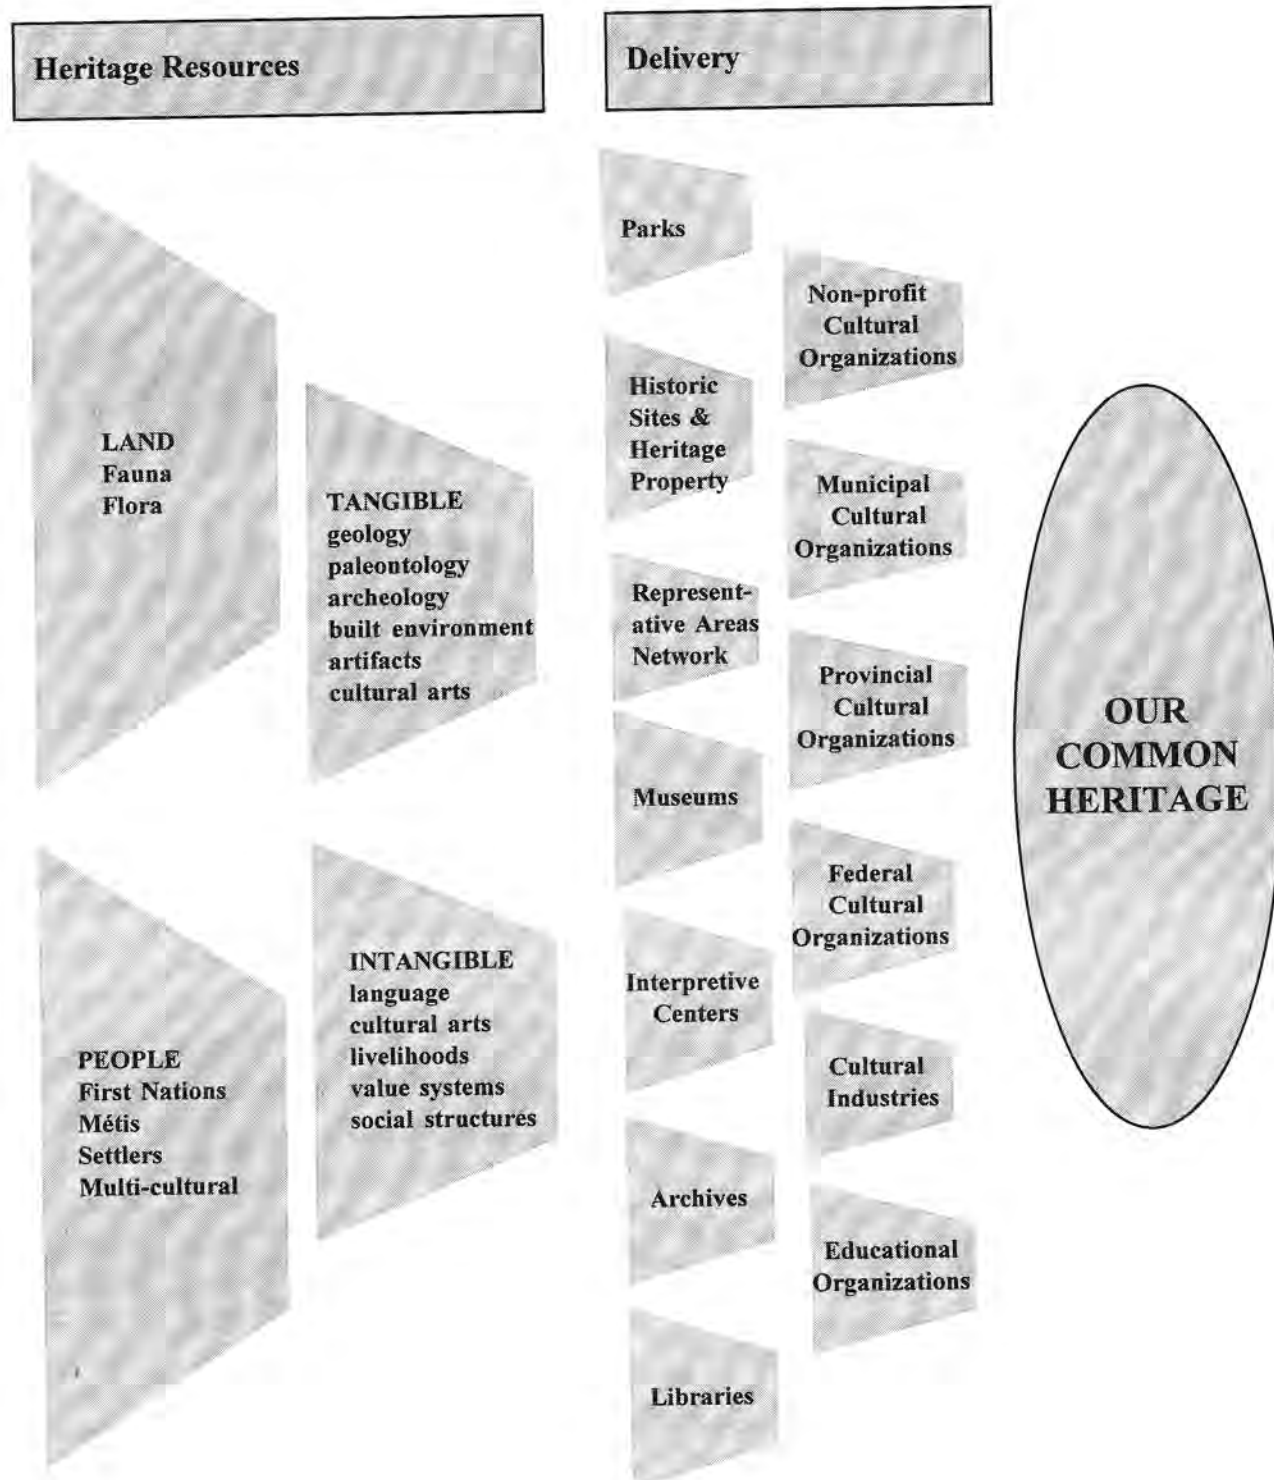 Heritage Resources
Delivery
LAND
Fauna
Flora
TANGIBLE
geology
paleontology
archeology
built environment
artifacts
cultural arts
PEOPLE
First Nations
Métis
Settlers
Multi-cultural
INTANGIBLE
language
cultural arts
livelihoods
value systems
social structures
Parks
Historic
Sites &
Heritage
Property
Represent-
ative Areas
Network
Museums
Interpretive
Centers
Archives
Libraries
Non-profit
Cultural
Organizations
Municipal
Cultural
Organizations
Provincial
Cultural
Organizations
Federal
Cultural
Organizations
Cultural
Industries
Educational
Organizations
OUR
COMMON
HERITAGE